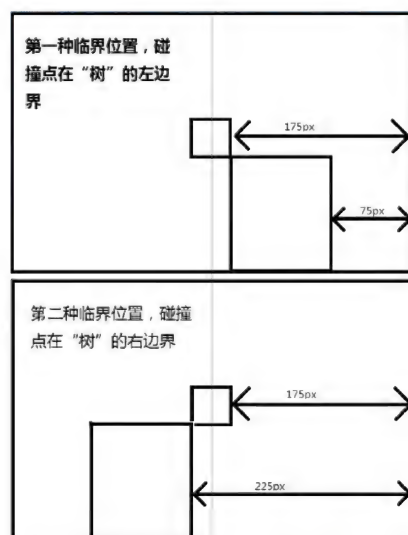 第一种临界位置，碰
撞点在“树”的左边
界
175px
75px
第二种临界位置，碰撞
点在“树”的右边界
175px
225px